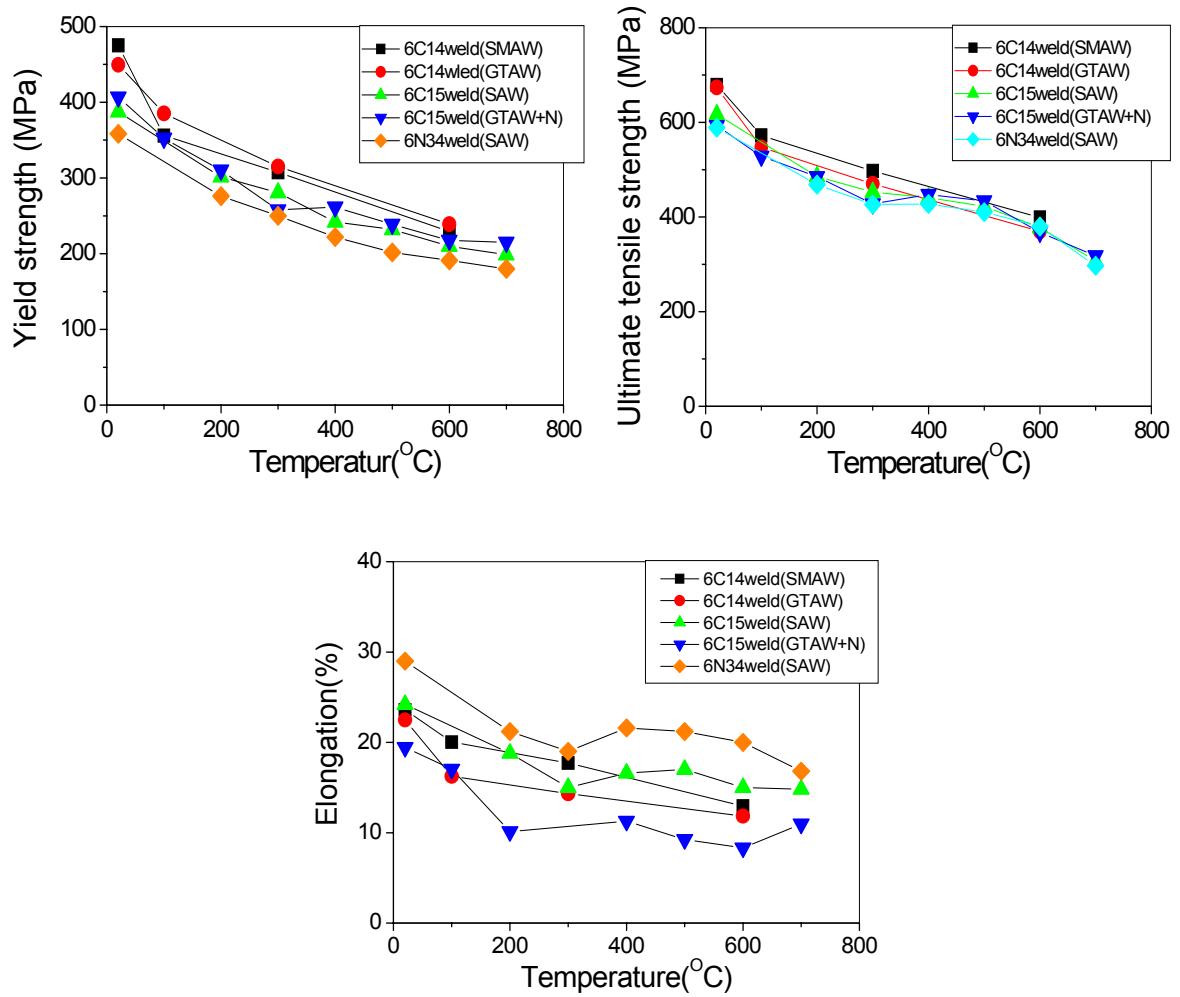 Yield strength (MPa)
500
400
300
200
100
0
0 200 400 600 800
Temperatur(°C)
6C14weld(SMAW)
6C14wled(GTAW)
6C15weld(SAW)
6C15weld(GTAW+N)
6N34weld(SAW)
Ultimate tensile strength (MPa)
800
600
400
200
0
0 200 400 600 800
Temperature(°C)
6C14weld(SMAW)
6C14weld(GTAW)
6C15weld(SAW)
6C15weld(GTAW+N)
6N34weld(SAW)
Elongation(%)
40
30
20
10
0
0 200 400 600 800
Temperature(°C)
6C14weld(SMAW)
6C14weld(GTAW)
6C15weld(SAW)
6C15weld(GTAW+N)
6N34weld(SAW)